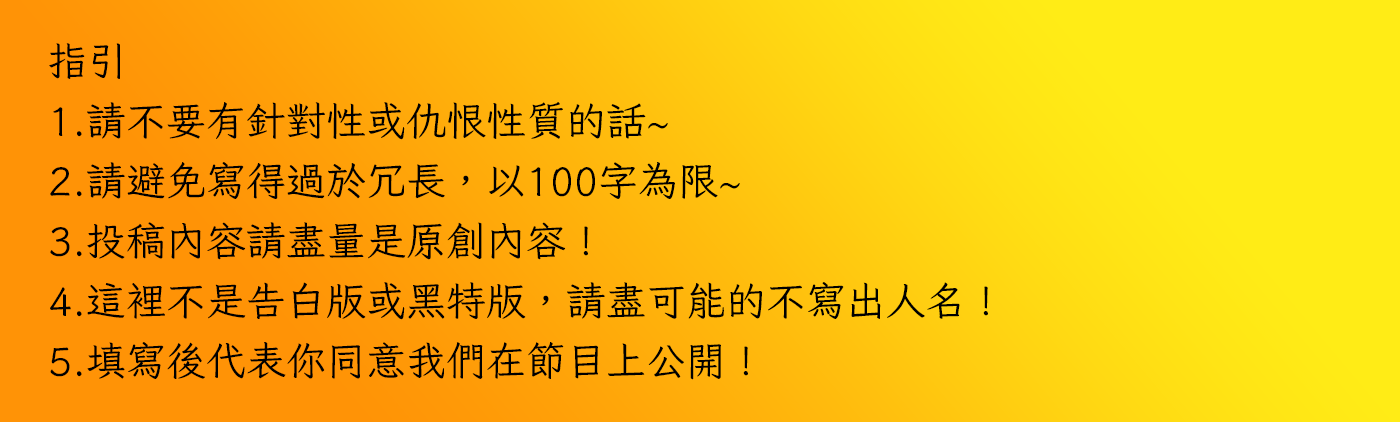 指引
1.請不要有針對性或仇恨性質的話~
2.請避免寫得過於冗長，以100字為限~
3.投稿內容請盡量是原創內容！
4.這裡不是告白版或黑特版，請盡可能的不寫出人名！
5.填寫後代表你同意我們在節目上公開！